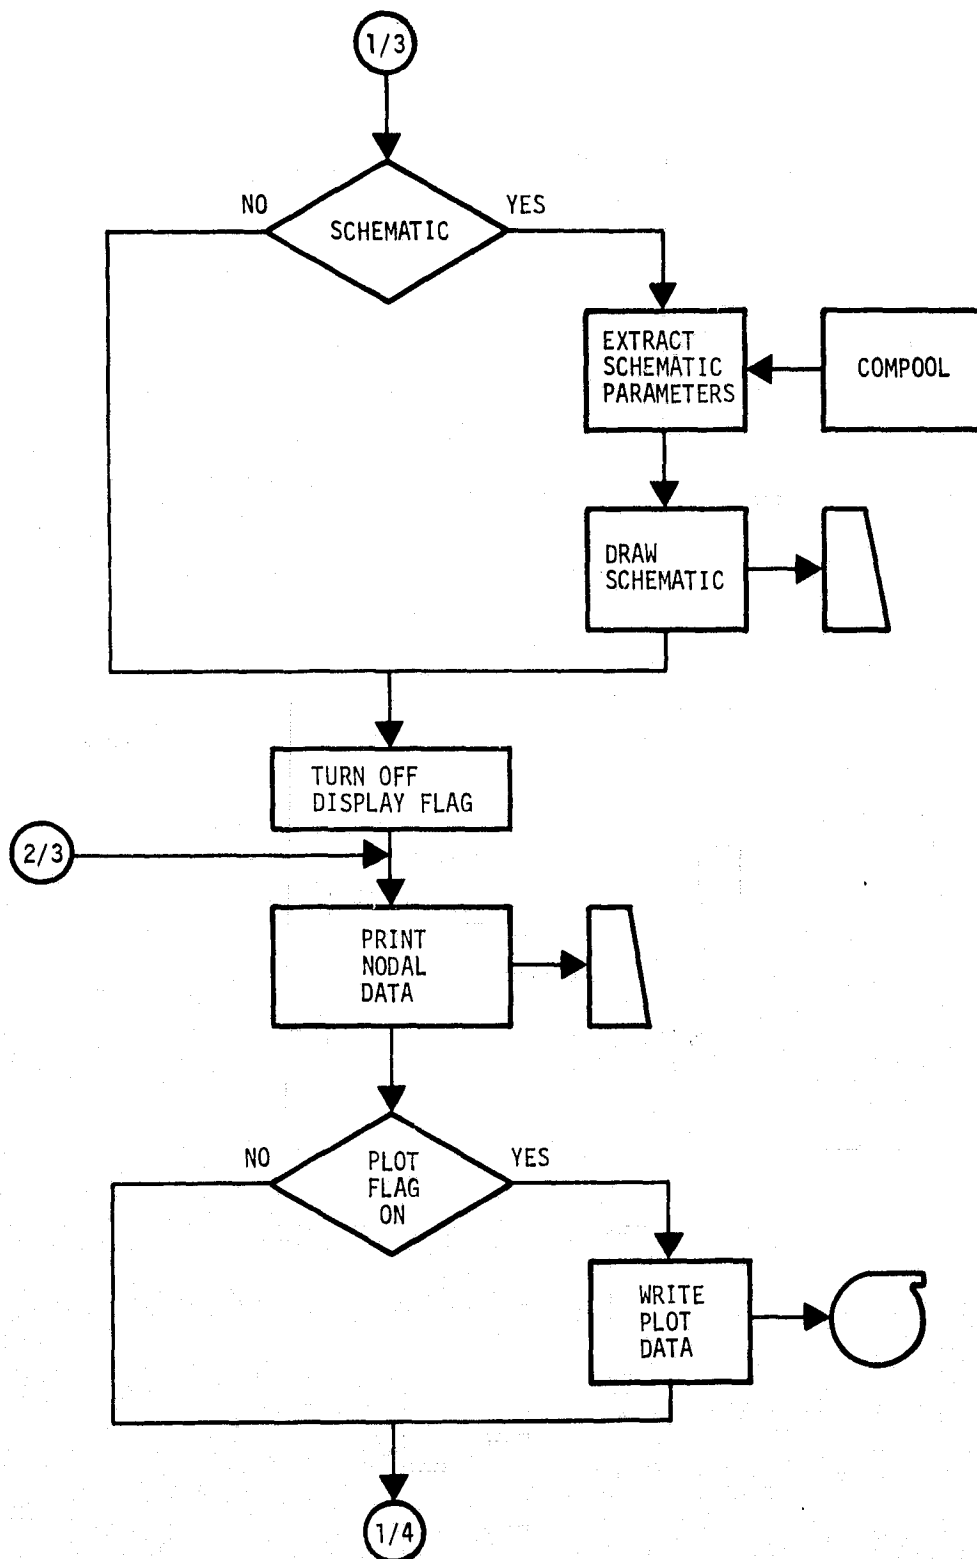 1/3
NO
YES
SCHEMATIC
EXTRACT
SCHEMATIC
PARAMETERS
COMPOOL
DRAW
SCHEMATIC
TURN OFF
DISPLAY FLAG
2/3
PRINT
NODAL
DATA
NO
YES
PLOT
FLAG
ON
WRITE
PLOT
DATA
1/4